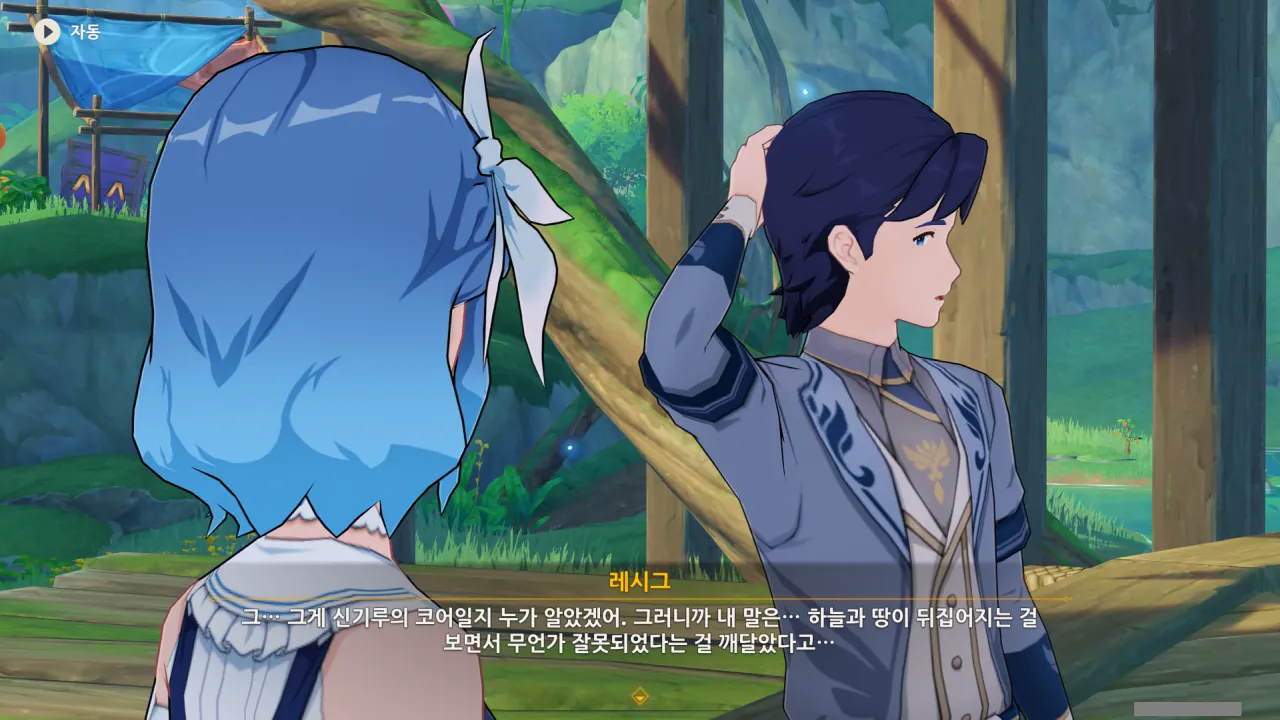 자동
레시그
그… 그게 신기루의 코어일지 누가 알았겠어. 그러니까 내 말은… 하늘과 땅이 뒤집어지는 걸
보면서 무언가 잘못되었다는 걸 깨달았다고…